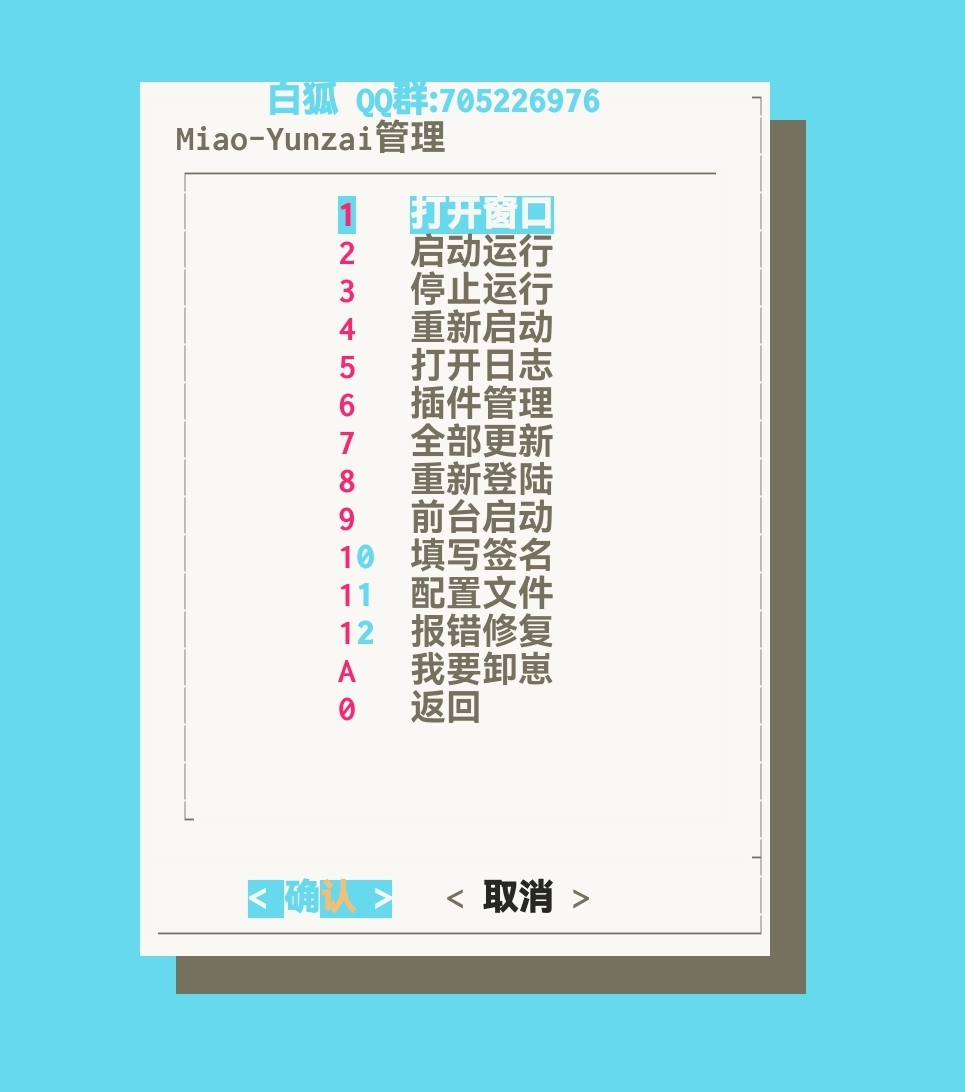 白狐 QQ群:705226976
Miao-Yunzai管理
1 打开窗口
2 启动运行
3 停止运行
4 重新启动
5 打开日志
6 插件管理
7 全部更新
8 重新登陆
9 前台启动
10 填写签名
11 配置文件
12 报错修复
A 我要卸崽
0 返回
< 确认 > < 取消 >